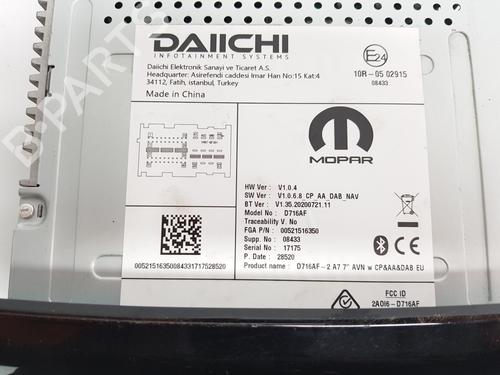 DAIICHI
INFOTAINMENT SYSTEMS
Daiichi Elektronik Sanayi ve Ticaret A.S.
Headquarter: Asirefendi caddesi Imar Han No:15 Kat:4
34112, Fatih, istanbul, Turkey
Made in China
E24
10R-05 02915
08433
MOPAR
HW Ver : V1.0.4
SW Ver : V1.0.6.8_CP_AA_DAB_NAV
BT Ver : V1.35.20200721.11
Model No : D716AF
Traceability V. No
FGA P/N : 00521516350
Supp. No : 08433
Serial No : 17175
P. Date : 28520
Product name : D716AF-2 A7 7" AVN w CP&AA&DAB EU
00521516350084331717528520
FCC ID
2AOI6-D716AF